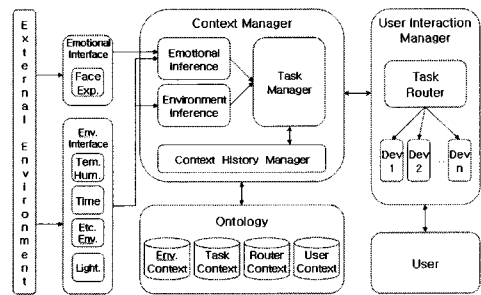 External Environment
Emotional
Interface
Face
Exp.
Env.
Interface
Tem.
Hum.
Time
Etc.
Env.
Light.
Context Manager
Emotional
Inference
Environment
Inference
Task
Manager
Context History Manager
Ontology
Env.
Context
Task
Context
Router
Context
User
Context
User Interaction
Manager
Task
Router
Dev
1
Dev
2
...
Dev
n
User